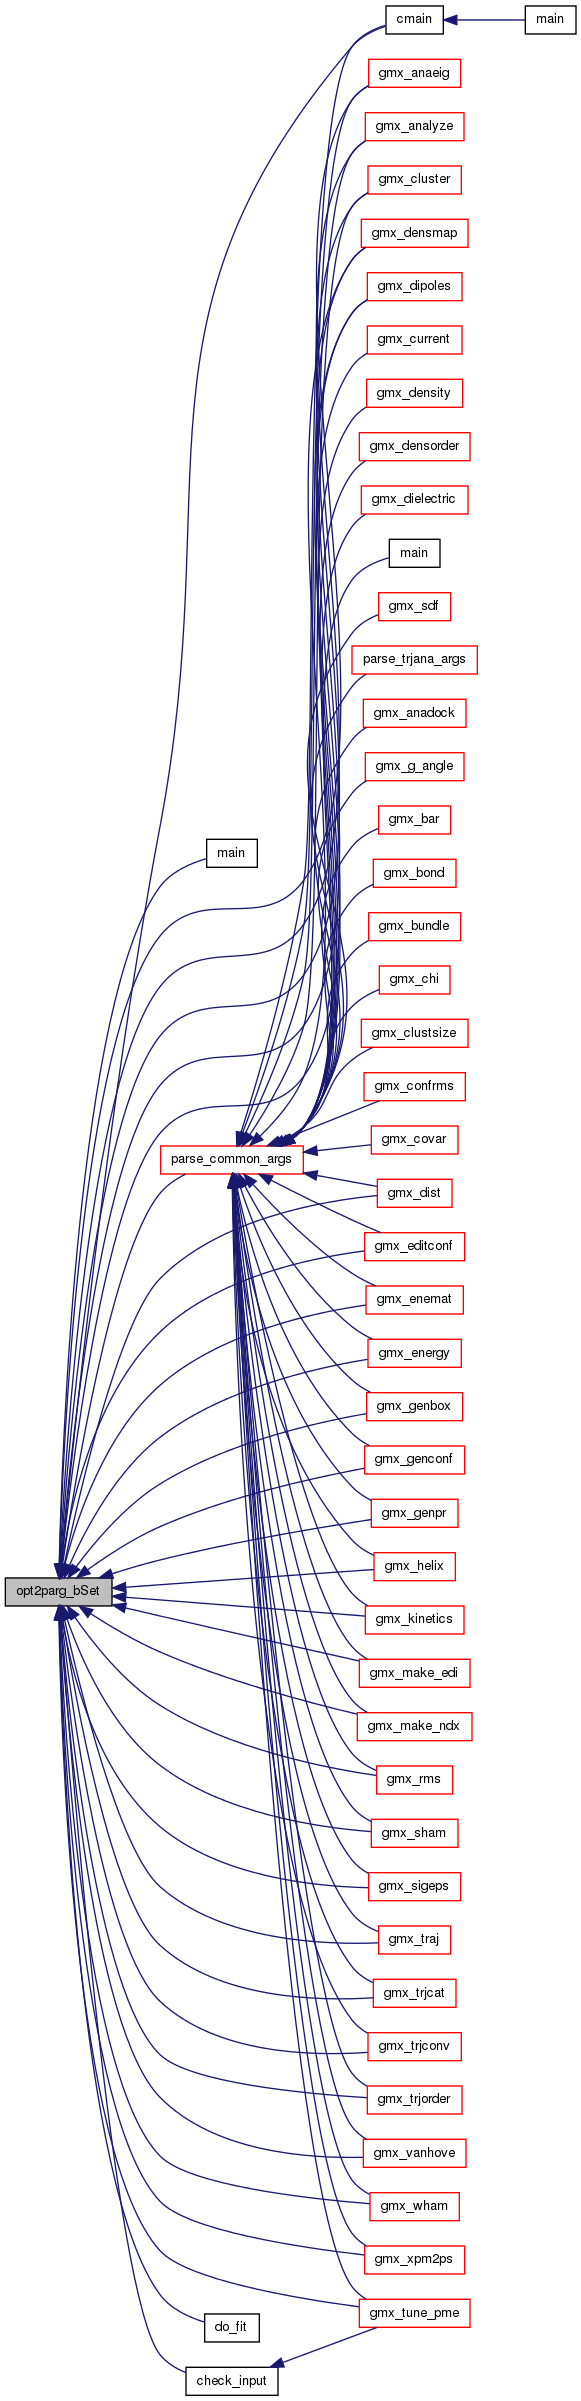 cmain
main
gmx_anaeig
gmx_analyze
gmx_cluster
gmx_densmap
gmx_dipoles
gmx_current
gmx_density
gmx_densorder
gmx_dielectric
main
gmx_sdf
parse_trjana_args
gmx_anadock
gmx_g_angle
gmx_bar
main
gmx_bond
gmx_bundle
gmx_chi
gmx_clustsize
gmx_confrms
gmx_covar
parse_common_args
gmx_dist
gmx_editconf
gmx_enemat
gmx_energy
gmx_genbox
gmx_genconf
gmx_genpr
gmx_helix
opt2parg_bSet
gmx_kinetics
gmx_make_edi
gmx_make_ndx
gmx_rms
gmx_sham
gmx_sigeps
gmx_traj
gmx_trjcat
gmx_trjconv
gmx_trjorder
gmx_vanhove
gmx_wham
gmx_xpm2ps
gmx_tune_pme
do_fit
check_input